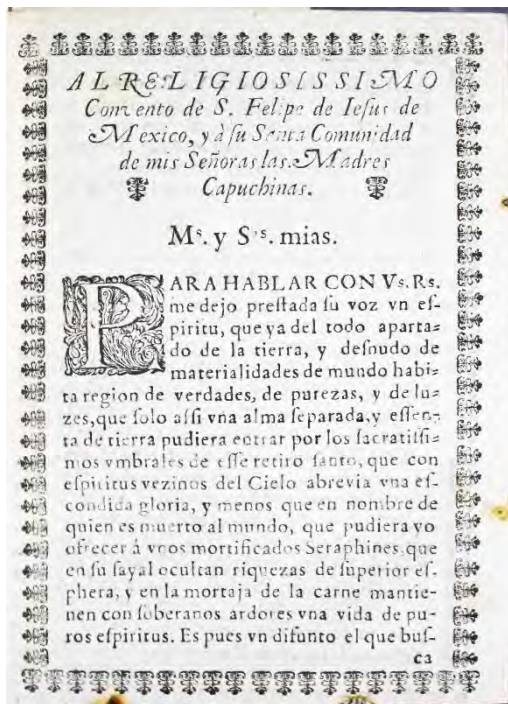 AL RELIGIOSISSIMO
Convento de S. Felipe de Iesus de
Mexico, y à su Santa Comunidad
de mis Señoras las Madres
Capuchinas.
Mˢ. y Sʳˢ. mias.
PARA HABLAR CON Vs. Rs.
me dejo prestada su voz vn es-
piritu, que ya del todo aparta-
do de la tierra, y desnudo de
materialidades de mundo habi-
ta region de verdades, de purezas, y de lu-
zes, que solo assi vna alma separada, y essen-
ta de tierra pudiera entrar por los sacratissi-
mos vmbrales de esse retiro santo, que con
espiritus vezinos del Cielo abrevia vna es-
condida gloria, y menos que en nombre de
quien es muerto al mundo, que pudiera yo
ofrecer á vnos mortificados Seraphines, que
en su sayal ocultan riquezas de superior es-
phera, y en la mortaja de la carne mantie-
nen con soberanos ardores vna vida de pu-
ros espiritus. Es pues vn difunto el que bus-
ca